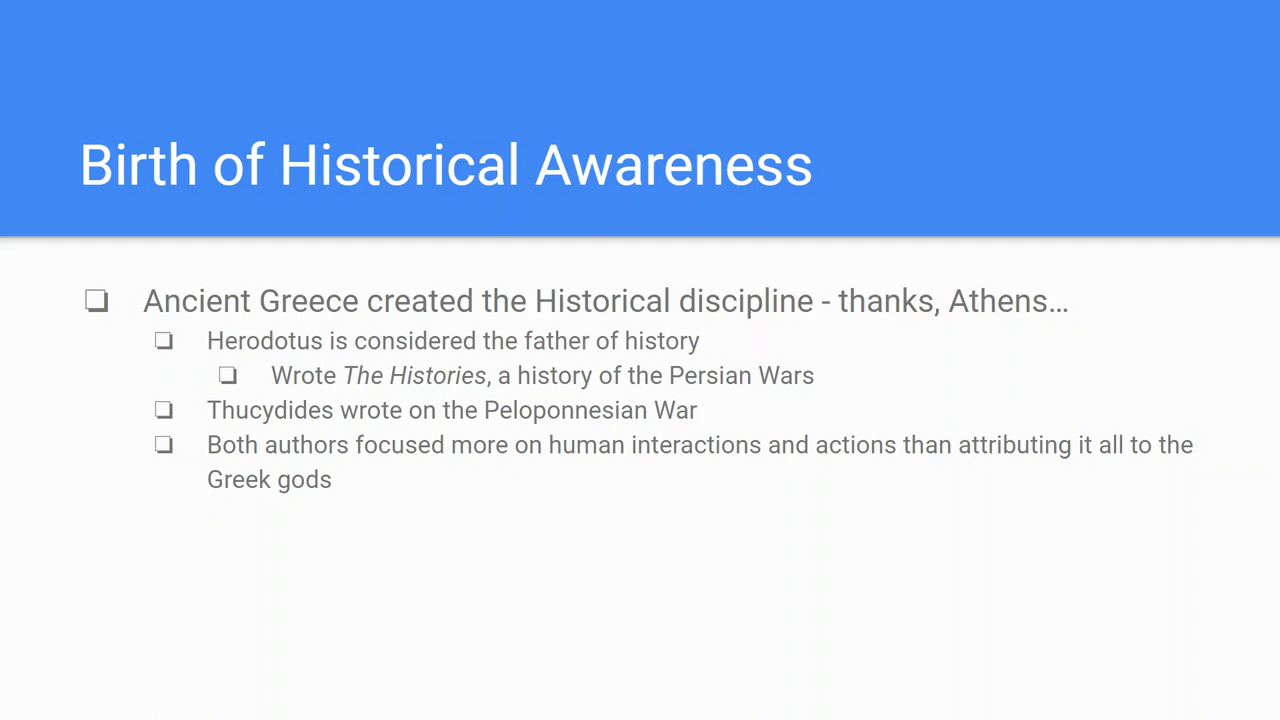 Birth of Historical Awareness
❏ Ancient Greece created the Historical discipline - thanks, Athens…
❏ Herodotus is considered the father of history
❏ Wrote The Histories, a history of the Persian Wars
❏ Thucydides wrote on the Peloponnesian War
❏ Both authors focused more on human interactions and actions than attributing it all to the
Greek gods